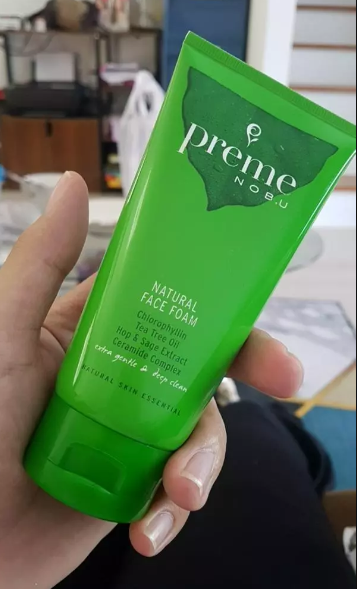 preme
NOBU
NATURAL
FACE FOAM
Chlorophyllin
Tea Tree Oil
Hop & Sage Extract
Ceramide Complex
extra gentle & deep clean
NATURAL SKIN ESSENTIAL